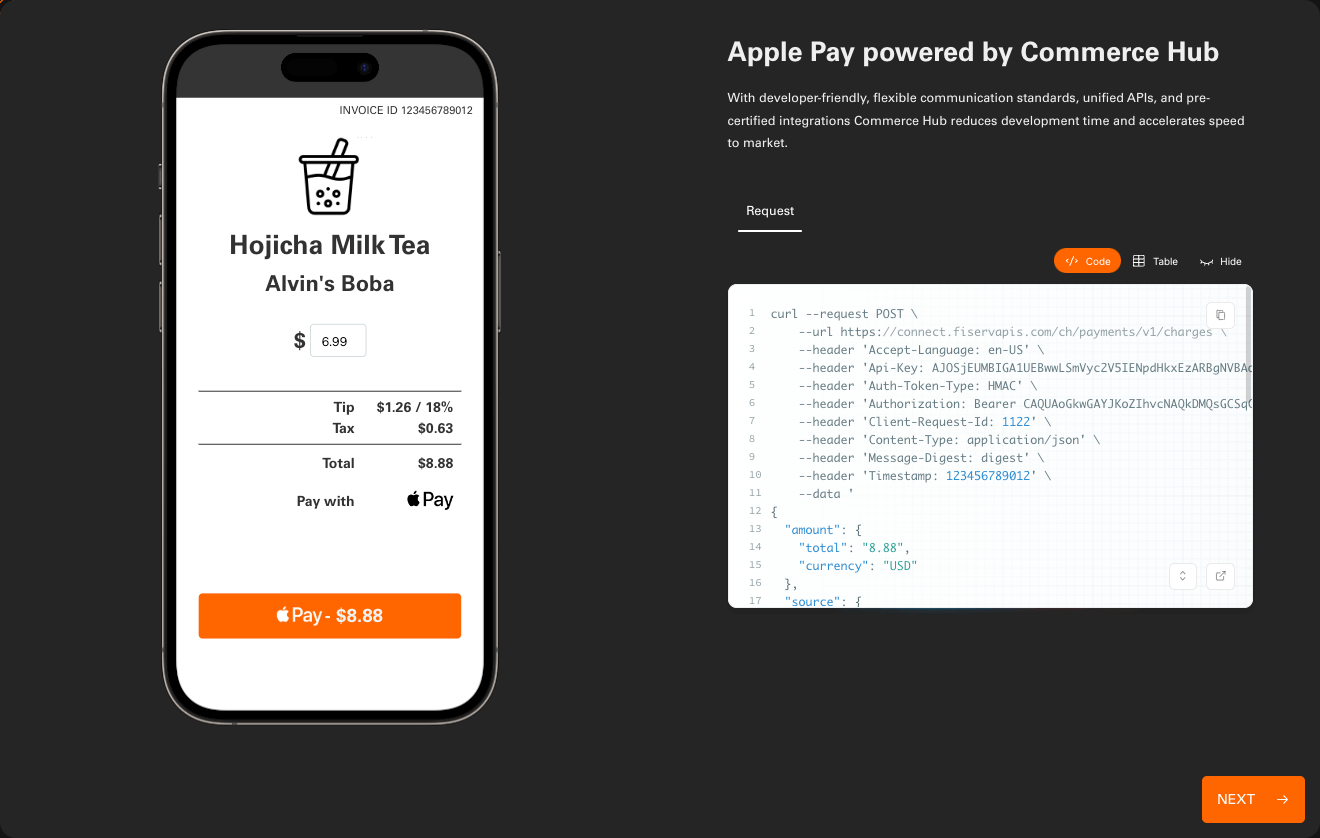 INVOICE ID 123456789012
Hojicha Milk Tea
Alvin's Boba
$ 6.99
Tip $1.26 / 18%
Tax $0.63
Total $8.88
Pay with Pay
Pay - $8.88
Apple Pay powered by Commerce Hub
With developer-friendly, flexible communication standards, unified APIs, and pre-
certified integrations Commerce Hub reduces development time and accelerates speed
to market.
Request
</> Code Table Hide
1 curl --request POST \
2 --url https://connect.fiservapis.com/ch/payments/v1/charges \
3 --header 'Accept-Language: en-US' \
4 --header 'Api-Key: AJOSjEUMBIGA1UEBwwLSmVyc2V5IENpdHkxEzARBgNVBAo
5 --header 'Auth-Token-Type: HMAC' \
6 --header 'Authorization: Bearer CAQUAoGkwGAYJKoZIhvcNAQkDMQsGCSqG
7 --header 'Client-Request-Id: 1122' \
8 --header 'Content-Type: application/json' \
9 --header 'Message-Digest: digest' \
10 --header 'Timestamp: 123456789012' \
11 --data '
12 {
13 "amount": {
14 "total": "8.88",
15 "currency": "USD"
16 },
17 "source": {
NEXT →